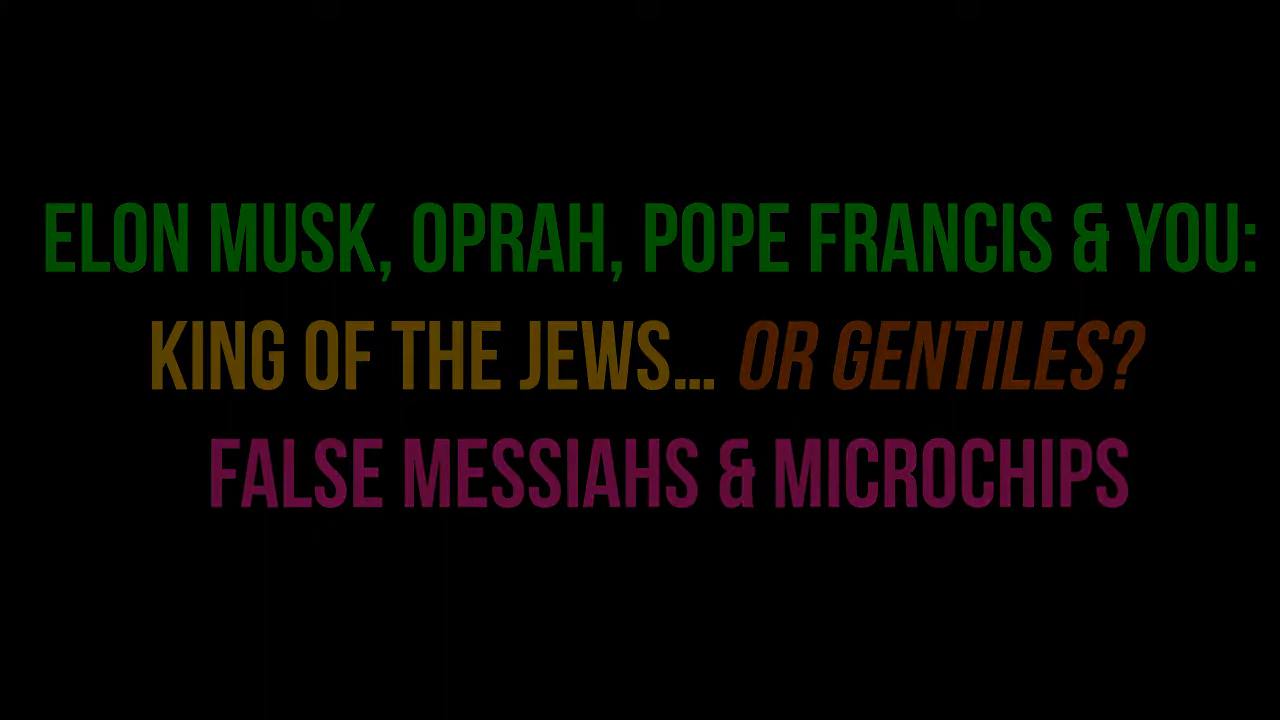 ELON MUSK, OPRAH, POPE FRANCIS & YOU:
KING OF THE JEWS... OR GENTILES?
FALSE MESSIAHS & MICROCHIPS